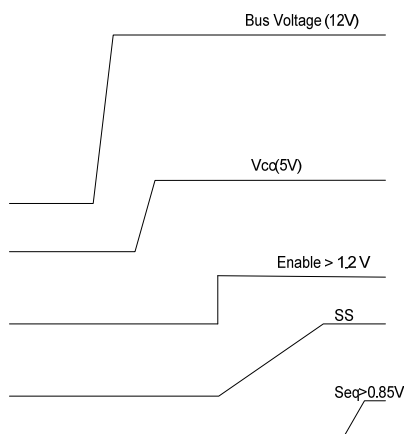 Bus Voltage (12V)
Vcc(5V)
Enable > 1.2 V
SS
Seq>0.85V